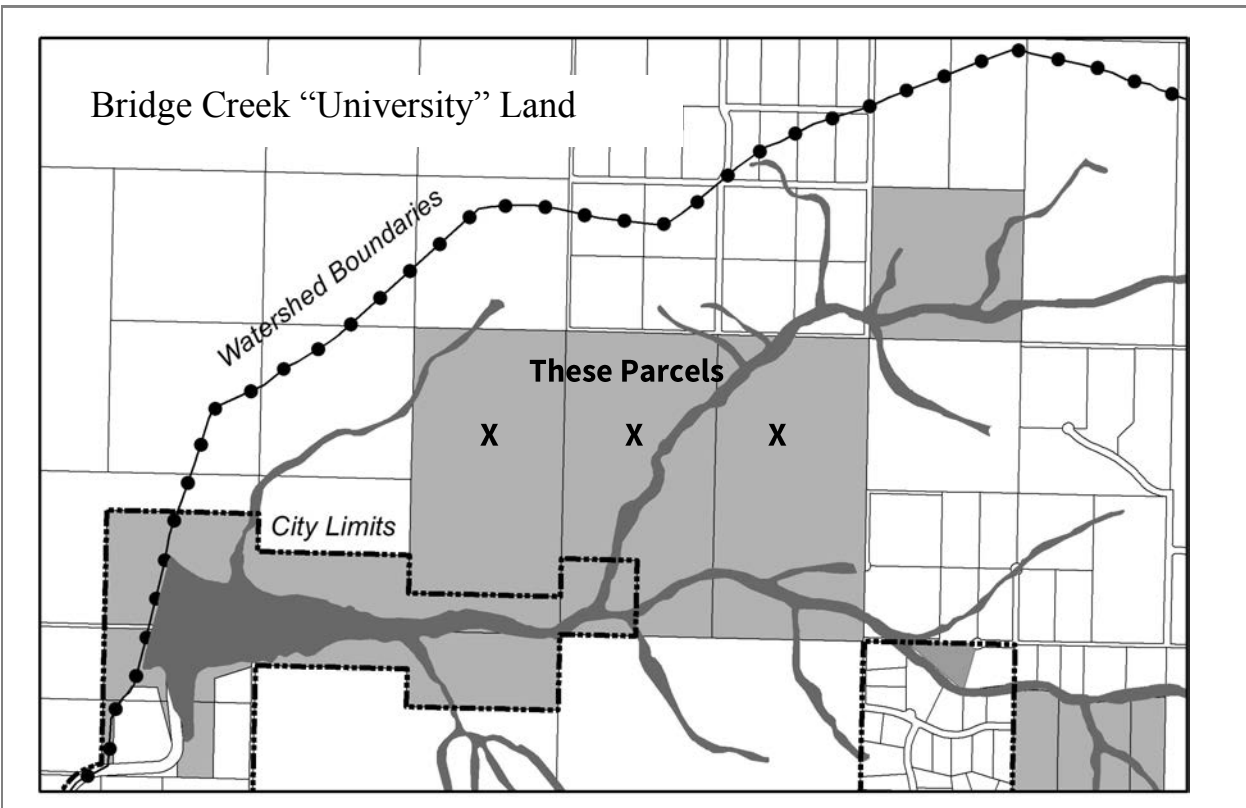 Bridge Creek “University” Land
Watershed Boundaries
These Parcels
X X X
City Limits